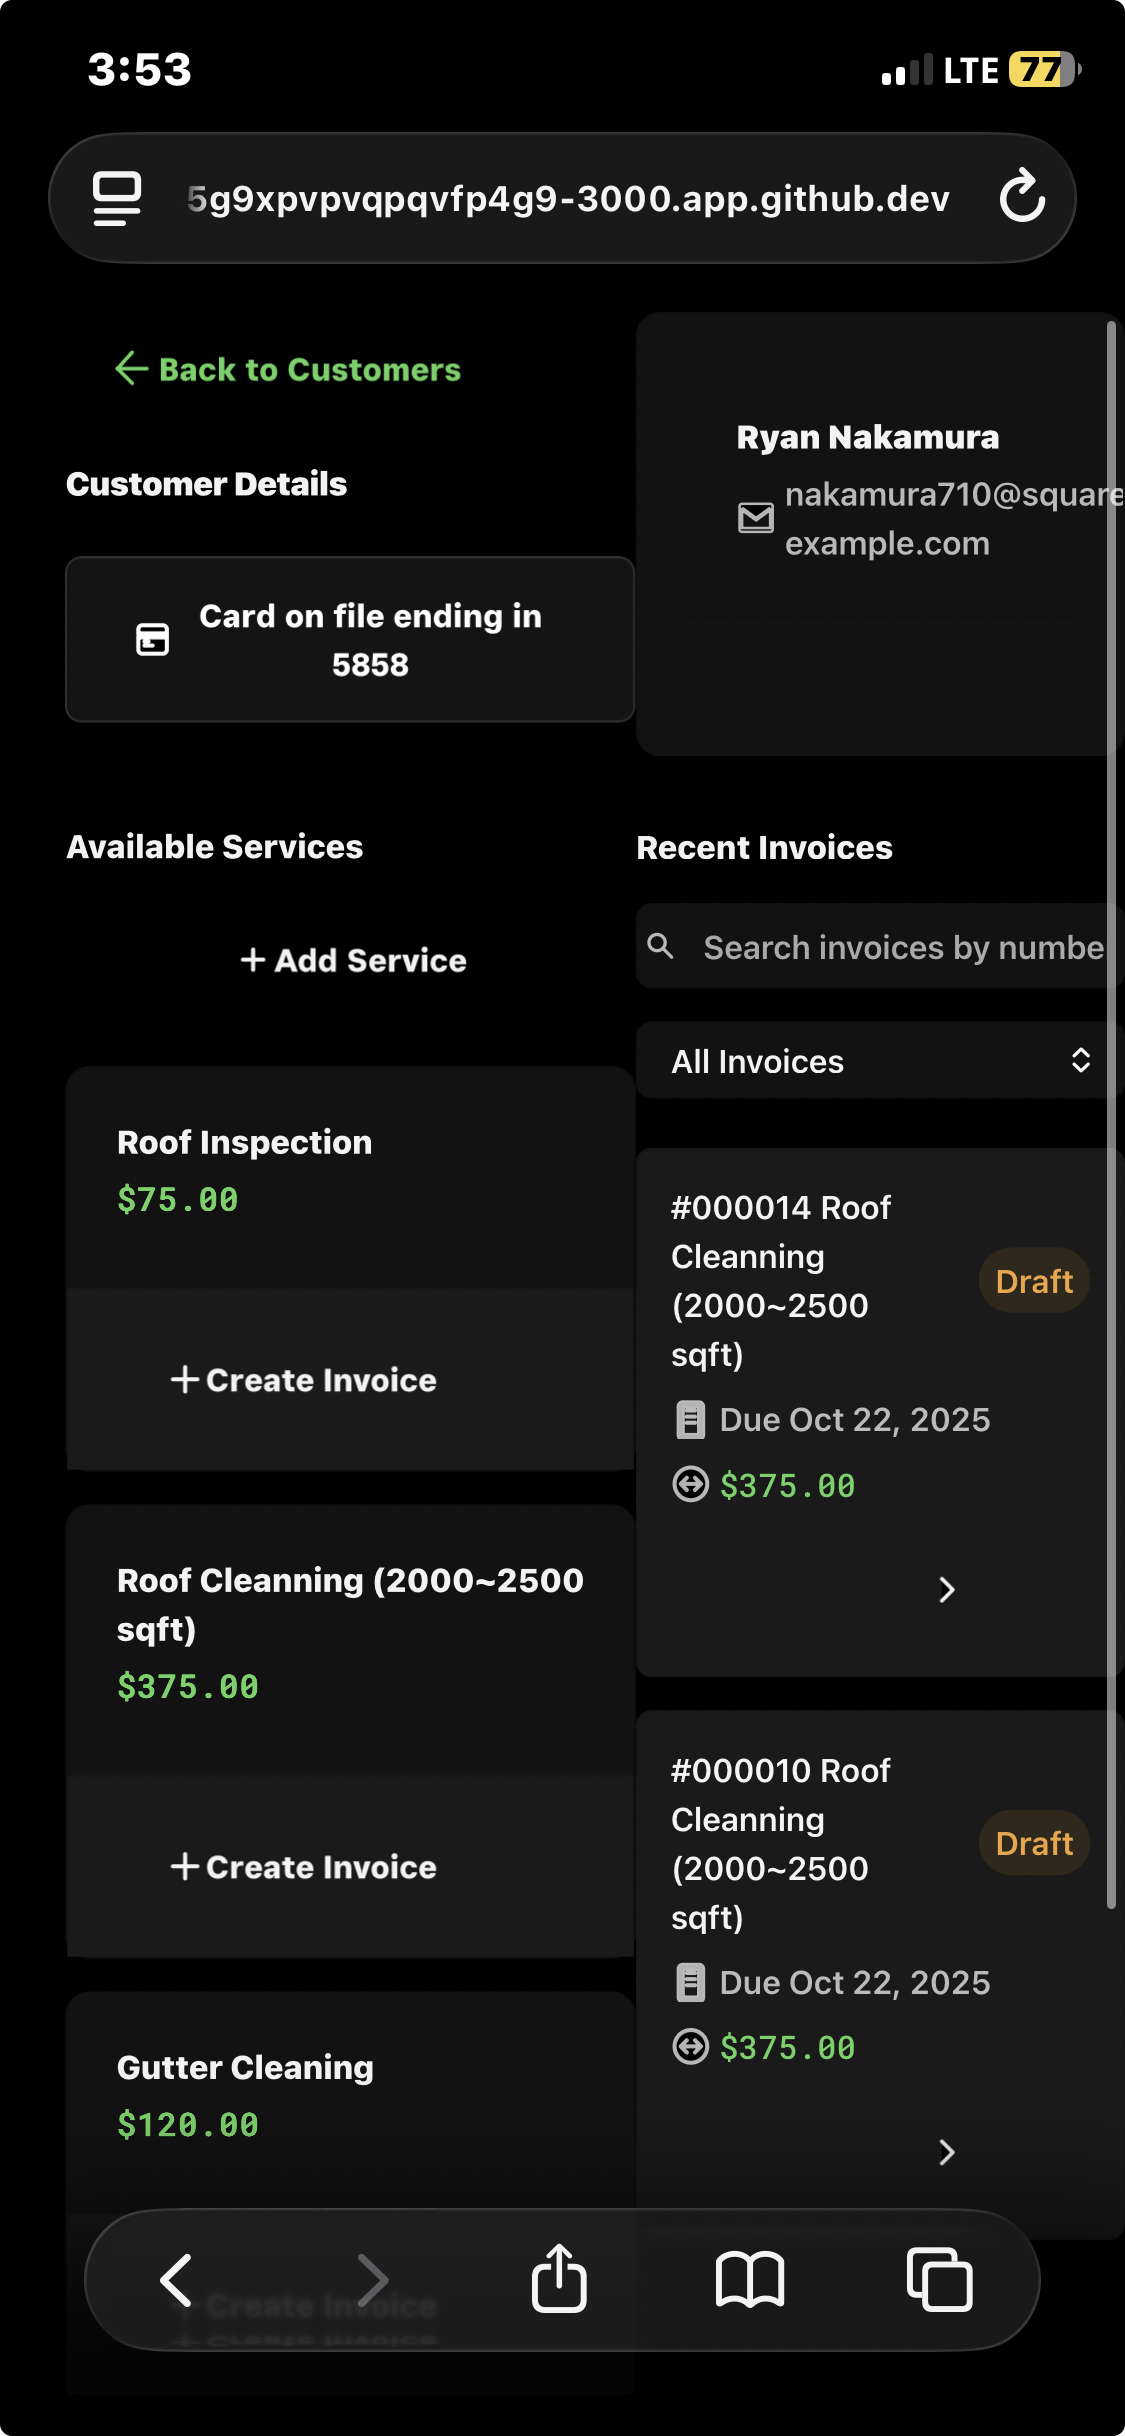 3:53
LTE 77
5g9xpvpvqpqvfp4g9-3000.app.github.dev
Back to Customers
Customer Details
Card on file ending in
5858
Ryan Nakamura
nakamura710@square
example.com
Available Services
+ Add Service
Roof Inspection
$75.00
+ Create Invoice
Roof Cleanning (2000~2500
sqft)
$375.00
+ Create Invoice
Gutter Cleaning
$120.00
+ Create Invoice
Recent Invoices
Search invoices by numbe
All Invoices
#000014 Roof
Cleanning
(2000~2500
sqft)
Draft
Due Oct 22, 2025
$375.00
#000010 Roof
Cleanning
(2000~2500
sqft)
Draft
Due Oct 22, 2025
$375.00